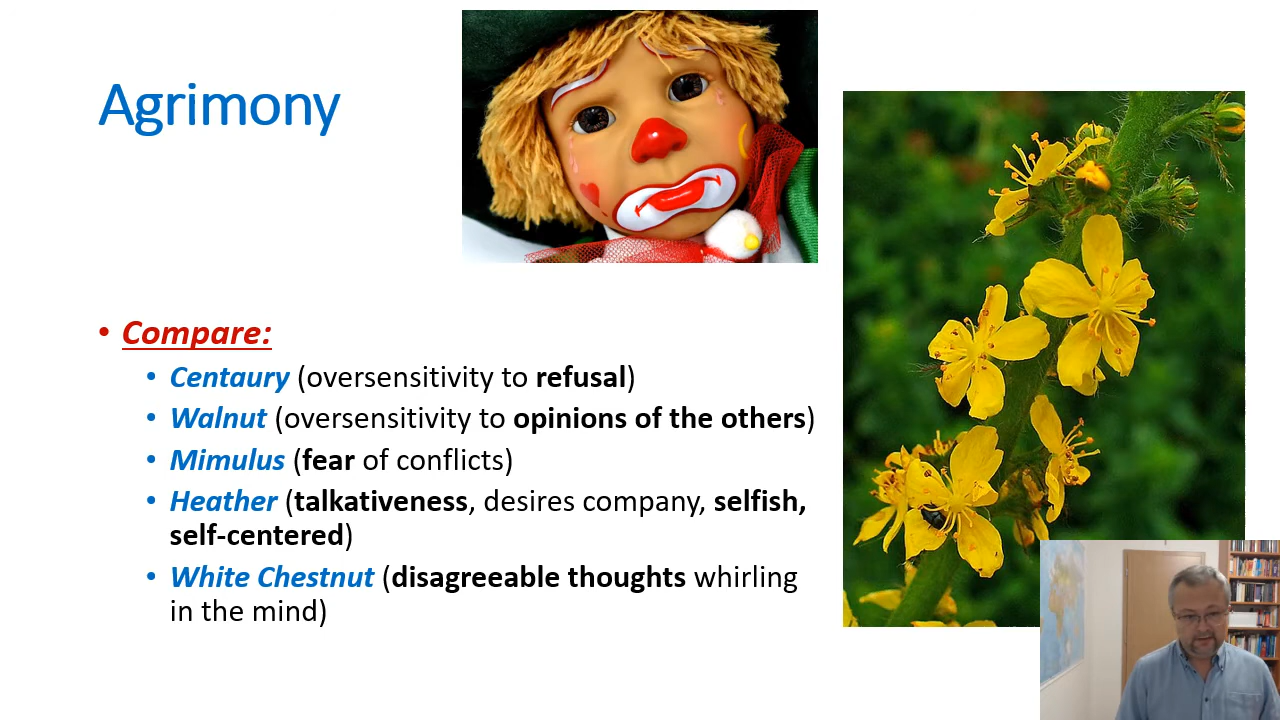 Agrimony
• Compare:
• Centaury (oversensitivity to refusal)
• Walnut (oversensitivity to opinions of the others)
• Mimulus (fear of conflicts)
• Heather (talkativeness, desires company, selfish,
self-centered)
• White Chestnut (disagreeable thoughts whirling
in the mind)